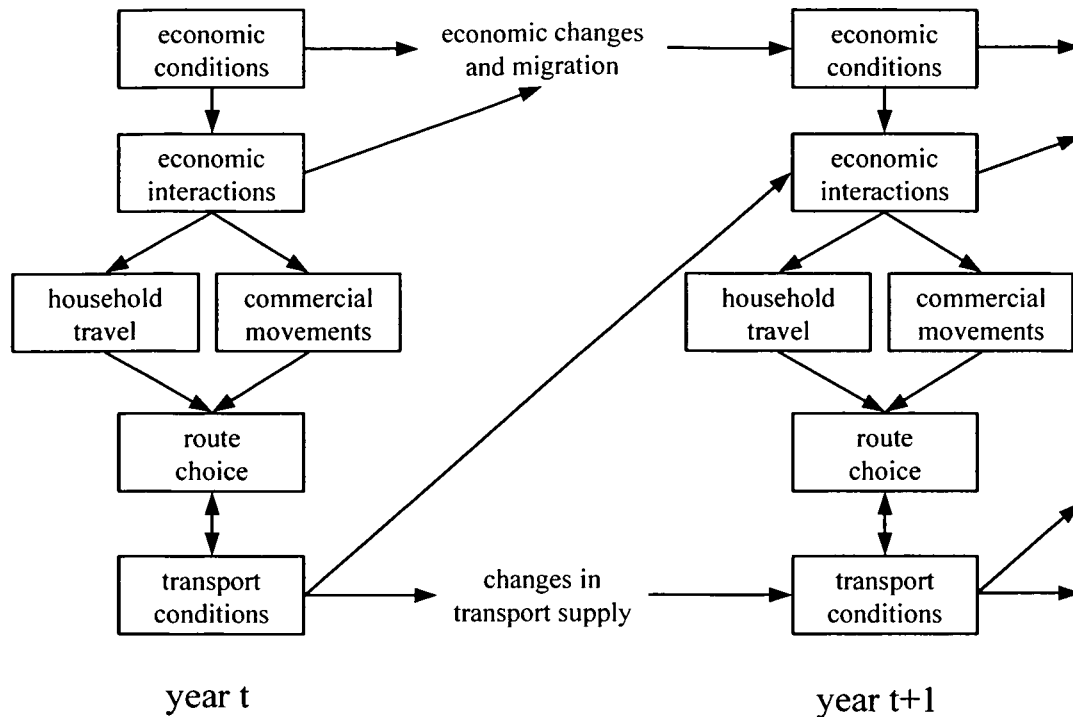 economic
conditions
economic changes
and migration
economic
conditions
economic
interactions
economic
interactions
household
travel
commercial
movements
household
travel
commercial
movements
route
choice
route
choice
transport
conditions
changes in
transport supply
transport
conditions
year t
year t+1